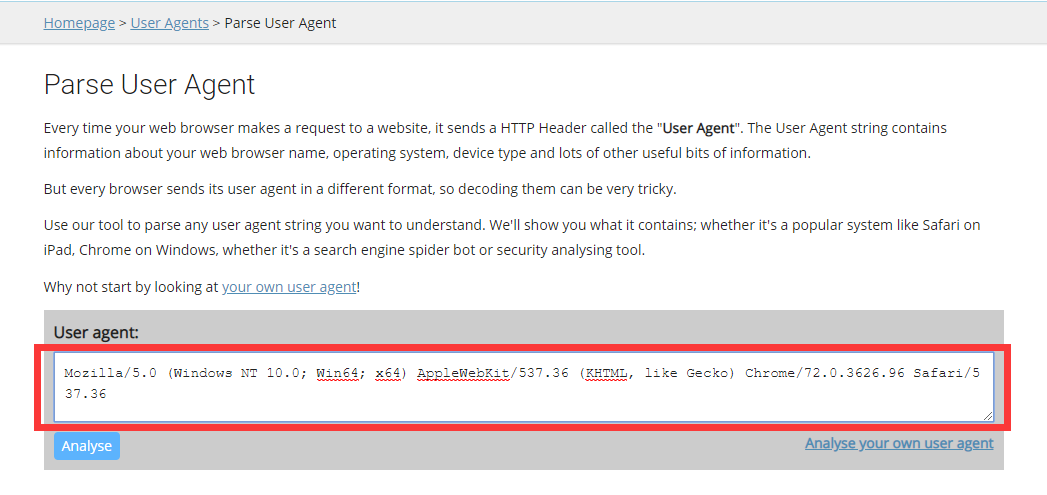 Homepage > User Agents > Parse User Agent
Parse User Agent
Every time your web browser makes a request to a website, it sends a HTTP Header called the "User Agent". The User Agent string contains
information about your web browser name, operating system, device type and lots of other useful bits of information.
But every browser sends its user agent in a different format, so decoding them can be very tricky.
Use our tool to parse any user agent string you want to understand. We'll show you what it contains; whether it's a popular system like Safari on
iPad, Chrome on Windows, whether it's a search engine spider bot or security analysing tool.
Why not start by looking at your own user agent!
User agent:
Mozilla/5.0 (Windows NT 10.0; Win64; x64) AppleWebKit/537.36 (KHTML, like Gecko) Chrome/72.0.3626.96 Safari/5
37.36
Analyse
Analyse your own user agent